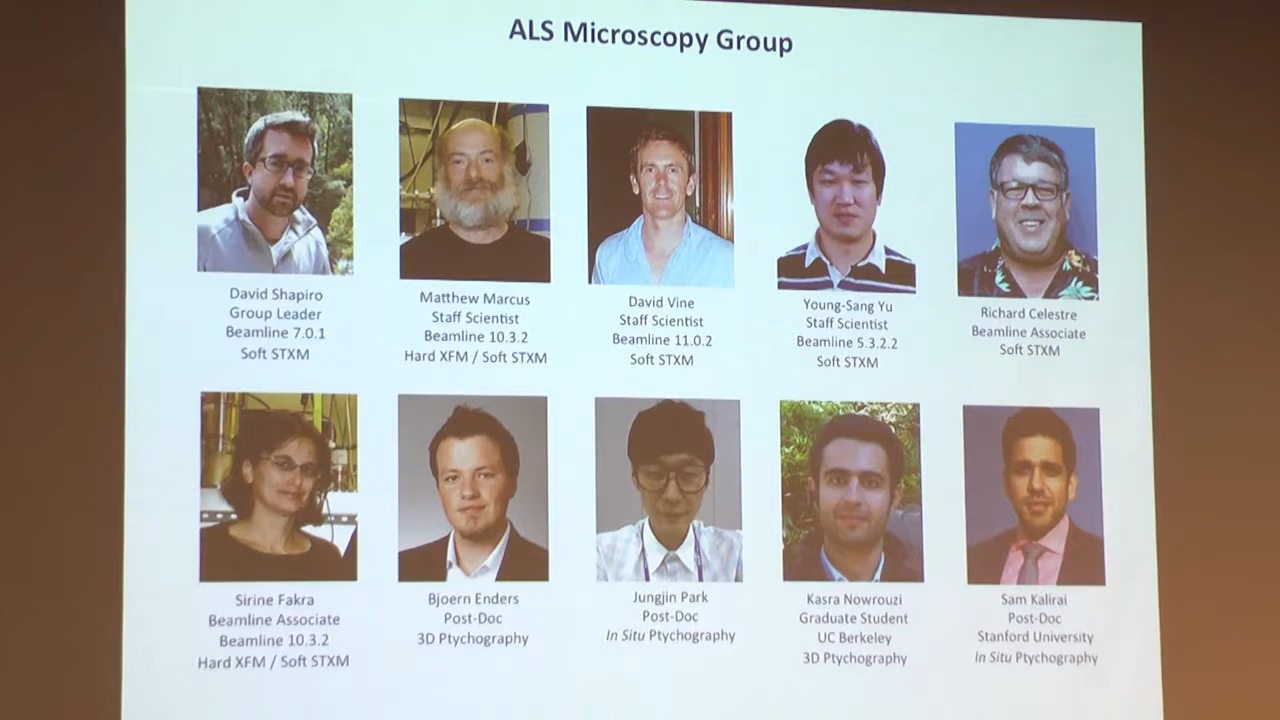 ALS Microscopy Group
David Shapiro
Group Leader
Beamline 7.0.1
Soft STXM
Matthew Marcus
Staff Scientist
Beamline 10.3.2
Hard XFM / Soft STXM
David Vine
Staff Scientist
Beamline 11.0.2
Soft STXM
Young-Sang Yu
Staff Scientist
Beamline 5.3.2.2
Soft STXM
Richard Celestre
Beamline Associate
Soft STXM
Sirine Fakra
Beamline Associate
Beamline 10.3.2
Hard XFM / Soft STXM
Bjoern Enders
Post-Doc
3D Ptychography
Jungjin Park
Post-Doc
In Situ Ptychography
Kasra Nowrouzi
Graduate Student
UC Berkeley
3D Ptychography
Sam Kalirai
Post-Doc
Stanford University
In Situ Ptychography